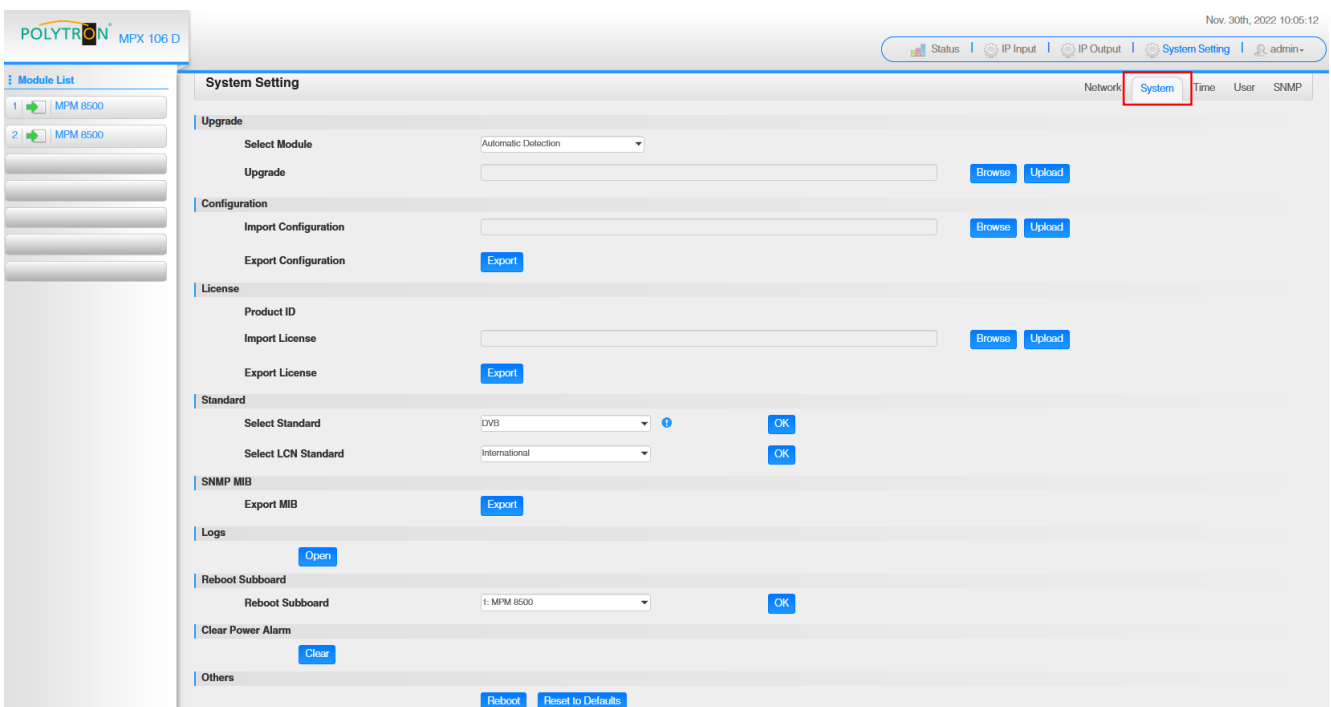 Nov. 30th, 2022 10:05:12
POLYTRON MPX 106 D
Status IP Input IP Output System Setting admin
Module List
1 MPM 8500
2 MPM 8500
System Setting
Network System Time User SNMP
Upgrade
Select Module Automatic Detection
Upgrade Browse Upload
Configuration
Import Configuration Browse Upload
Export Configuration Export
License
Product ID
Import License Browse Upload
Export License Export
Standard
Select Standard DVB OK
Select LCN Standard International OK
SNMP MIB
Export MIB Export
Logs
Open
Reboot Subboard
Reboot Subboard 1: MPM 8500 OK
Clear Power Alarm
Clear
Others
Reboot Reset to Defaults